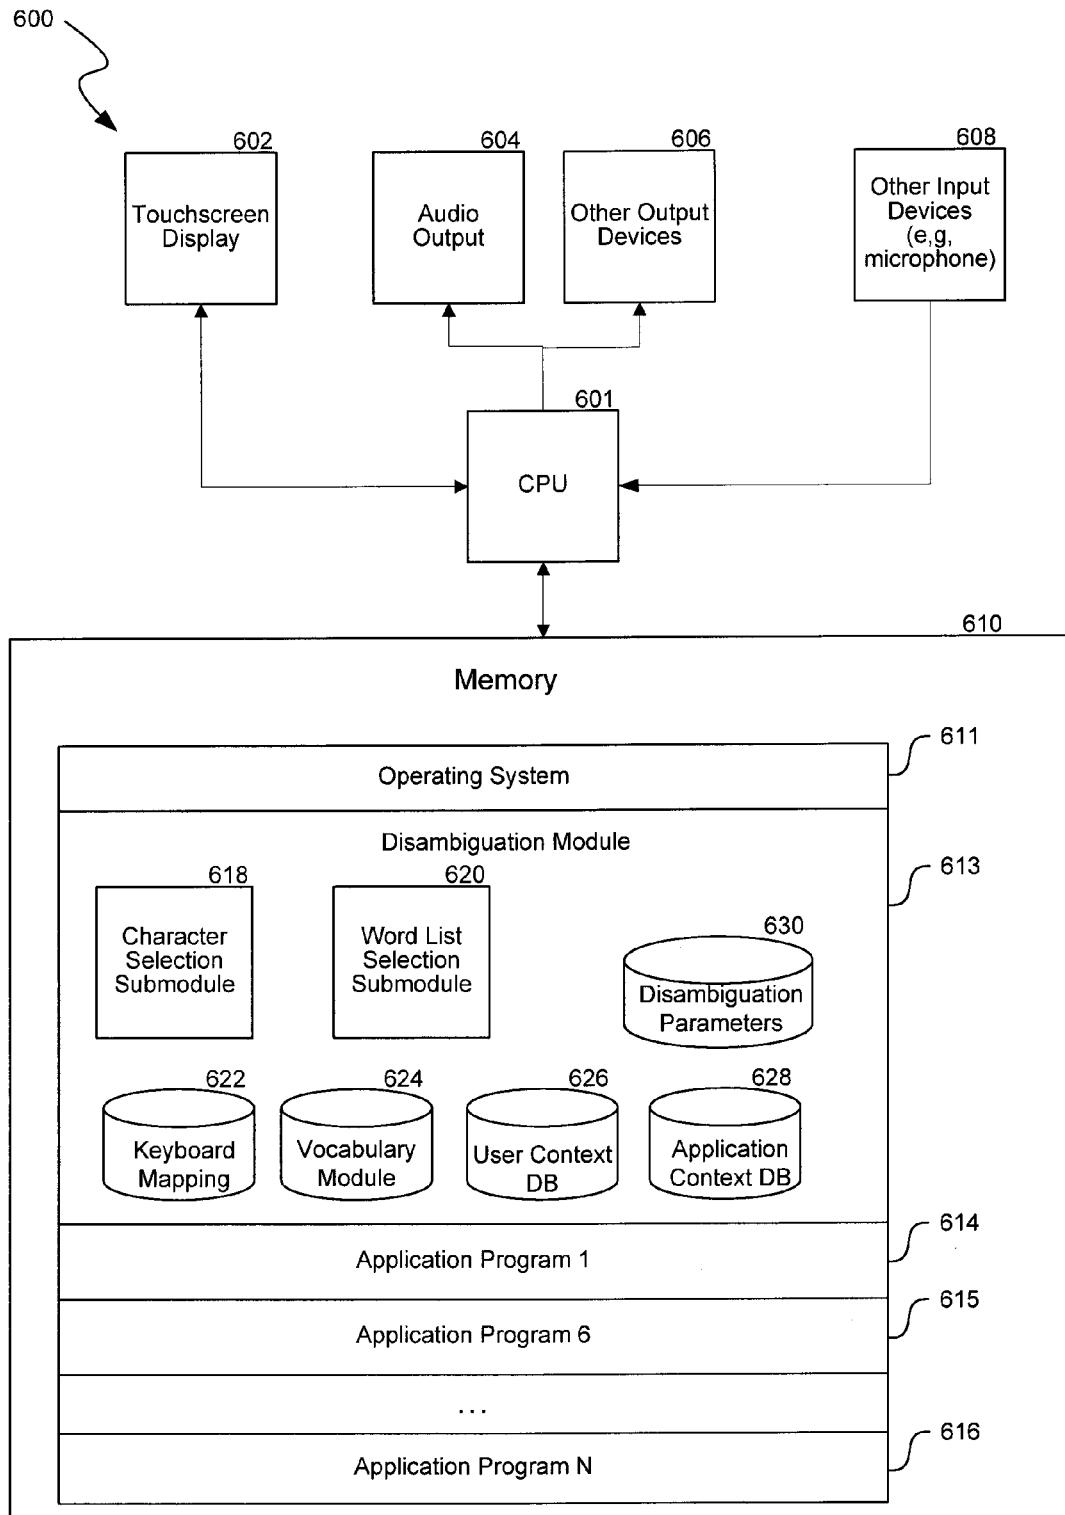 600
602
604
606
608
Touchscreen
Display
Audio
Output
Other Output
Devices
Other Input
Devices
(e,g,
microphone)
601
CPU
610
Memory
611
Operating System
Disambiguation Module
613
618
620
630
Character
Selection
Submodule
Word List
Selection
Submodule
Disambiguation
Parameters
622
624
626
628
Keyboard
Mapping
Vocabulary
Module
User Context
DB
Application
Context DB
614
Application Program 1
615
Application Program 6
...
616
Application Program N